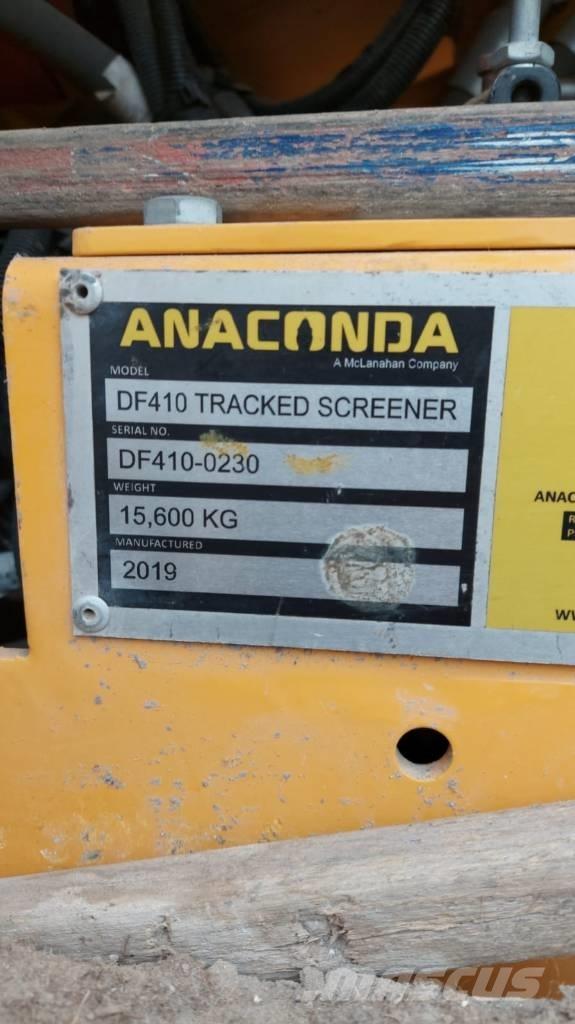 ANACONDA
A McLanahan Company
MODEL
DF410 TRACKED SCREENER
SERIAL NO.
DF410-0230
WEIGHT
15,600 KG
MANUFACTURED
2019
ANAC
R
P
WW
MASCUS